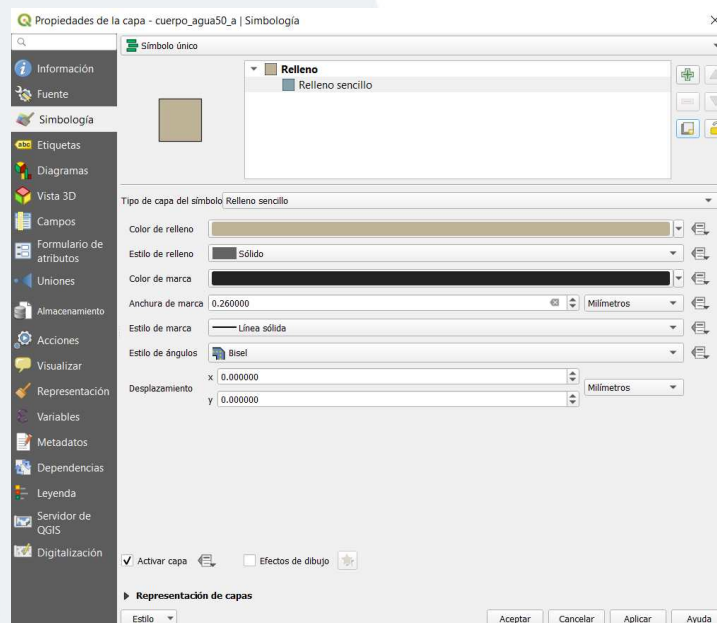 Propiedades de la capa - cuerpo_agua50_a | Simbología
Símbolo único
Información
Fuente
Simbología
abc Etiquetas
Diagramas
Vista 3D
Campos
Formulario de
atributos
Uniones
Almacenamiento
Acciones
Visualizar
Representación
Variables
Metadatos
Dependencias
Leyenda
Servidor de
QGIS
Digitalización
Relleno
Relleno sencillo
Tipo de capa del símbolo Relleno sencillo
Color de relleno
Estilo de relleno Sólido
Color de marca
Anchura de marca 0.260000 Milímetros
Estilo de marca Línea sólida
Estilo de ángulos Bisel
Desplazamiento
x 0.000000
y 0.000000
Milímetros
Activar capa Efectos de dibujo
Representación de capas
Estilo Aceptar Cancelar Aplicar Ayuda